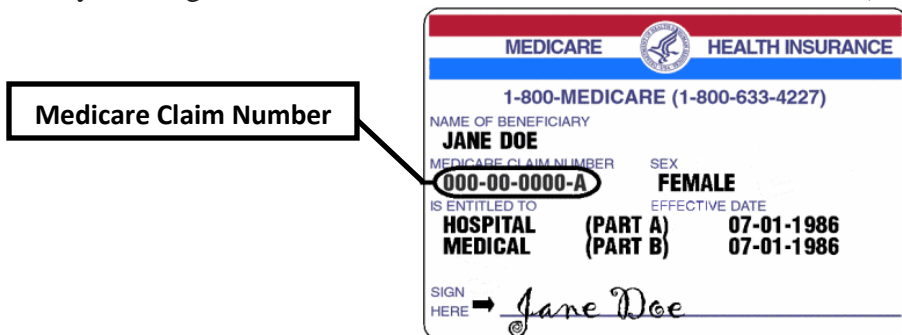 MEDICARE HEALTH INSURANCE
1-800-MEDICARE (1-800-633-4227)
NAME OF BENEFICIARY
JANE DOE
Medicare Claim Number
MEDICARE CLAIM NUMBER SEX
000-00-0000-A FEMALE
IS ENTITLED TO EFFECTIVE DATE
HOSPITAL (PART A) 07-01-1986
MEDICAL (PART B) 07-01-1986
SIGN
HERE Jane Doe